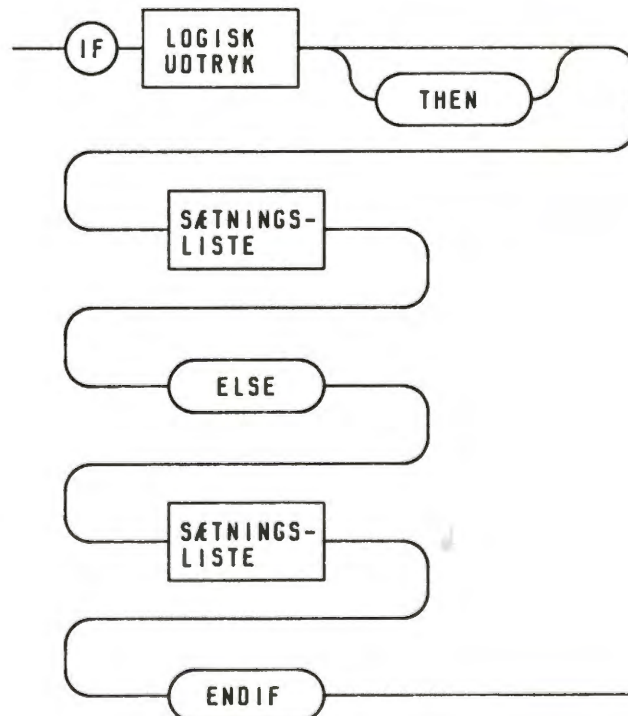 IF
LOGISK
UDTRYK
THEN
SÆTNINGS-
LISTE
ELSE
SÆTNINGS-
LISTE
ENDIF